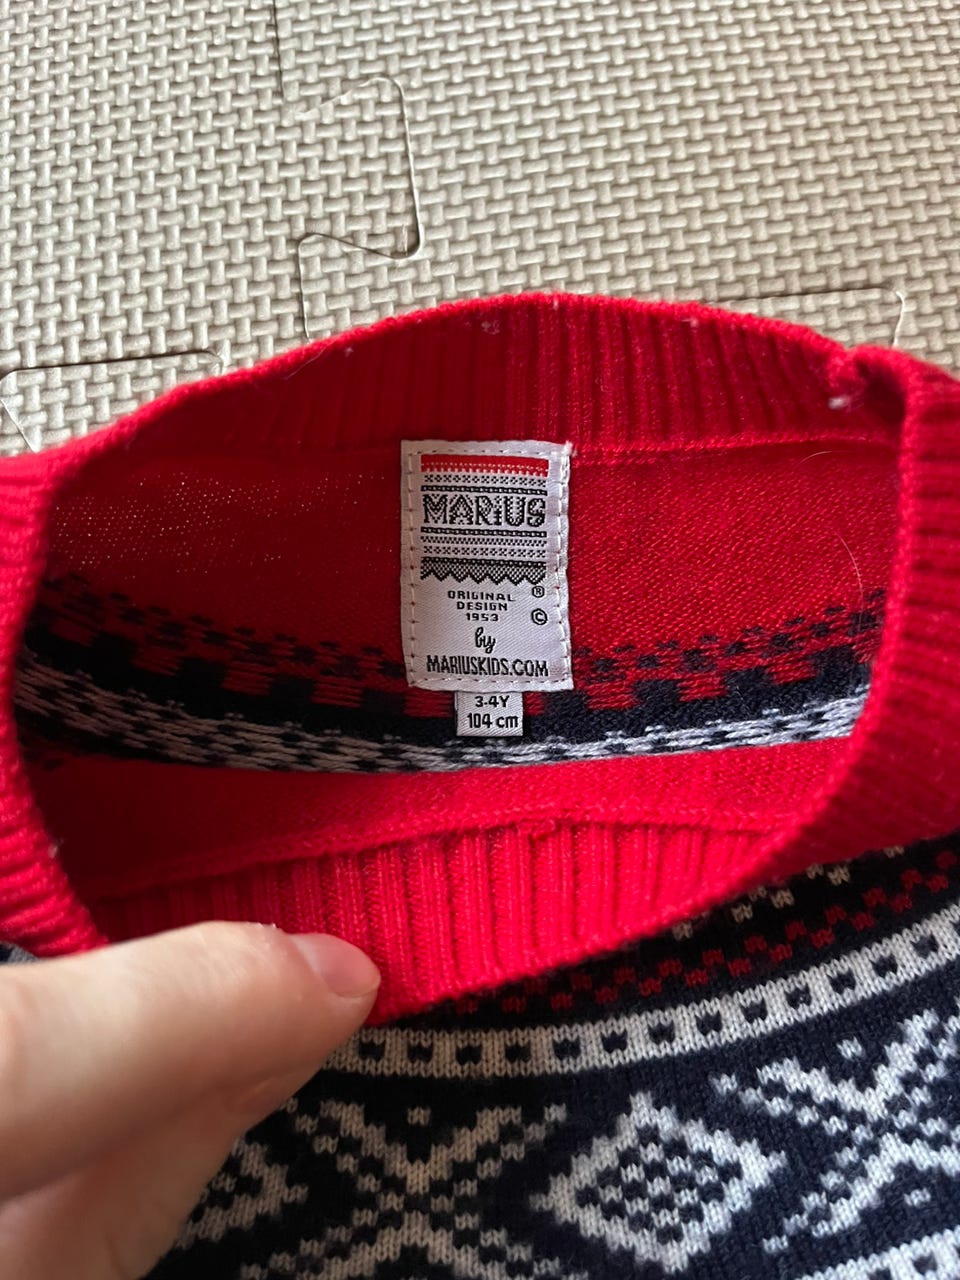 MARiUS
ORIGINAL ®
DESIGN
1953 ©
by
MARIUSKIDS.COM
3-4Y
104 cm